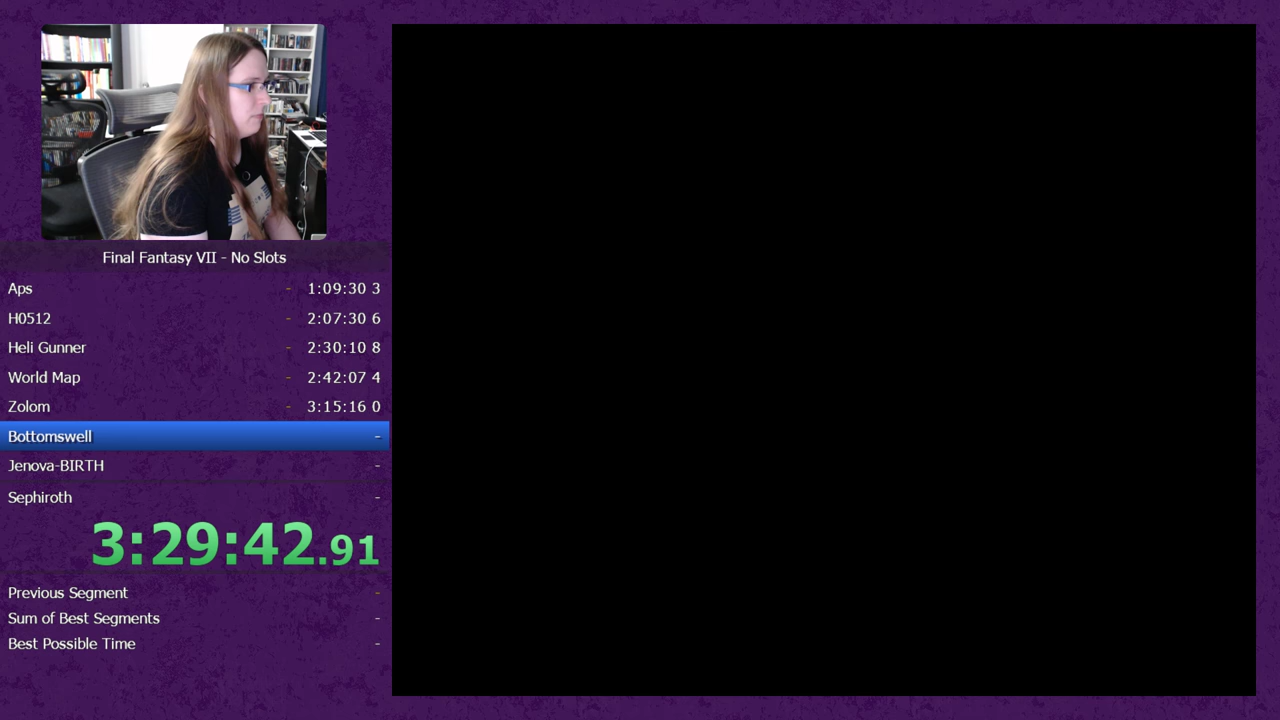 Final Fantasy VII - No Slots
Aps - 1:09:30 3
H0512 - 2:07:30 6
Heli Gunner - 2:30:10 8
World Map - 2:42:07 4
Zolom - 3:15:16 0
Bottomswell -
Jenova-BIRTH -
Sephiroth -
3:29:42.91
Previous Segment -
Sum of Best Segments -
Best Possible Time -